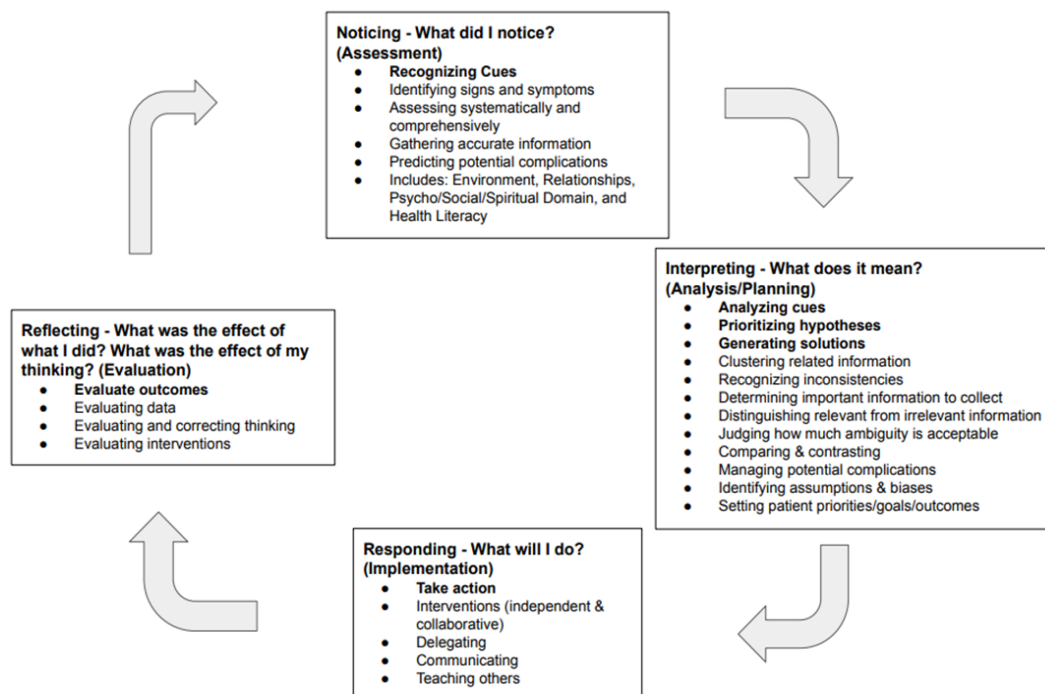 Noticing - What did I notice?
(Assessment)
● Recognizing Cues
● Identifying signs and symptoms
● Assessing systematically and
comprehensively
● Gathering accurate information
● Predicting potential complications
● Includes: Environment, Relationships,
Psycho/Social/Spiritual Domain, and
Health Literacy
Interpreting - What does it mean?
(Analysis/Planning)
● Analyzing cues
● Prioritizing hypotheses
● Generating solutions
● Clustering related information
● Recognizing inconsistencies
● Determining important information to collect
● Distinguishing relevant from irrelevant information
● Judging how much ambiguity is acceptable
● Comparing & contrasting
● Managing potential complications
● Identifying assumptions & biases
● Setting patient priorities/goals/outcomes
Responding - What will I do?
(Implementation)
● Take action
● Interventions (independent &
collaborative)
● Delegating
● Communicating
● Teaching others
Reflecting - What was the effect of
what I did? What was the effect of my
thinking? (Evaluation)
● Evaluate outcomes
● Evaluating data
● Evaluating and correcting thinking
● Evaluating interventions